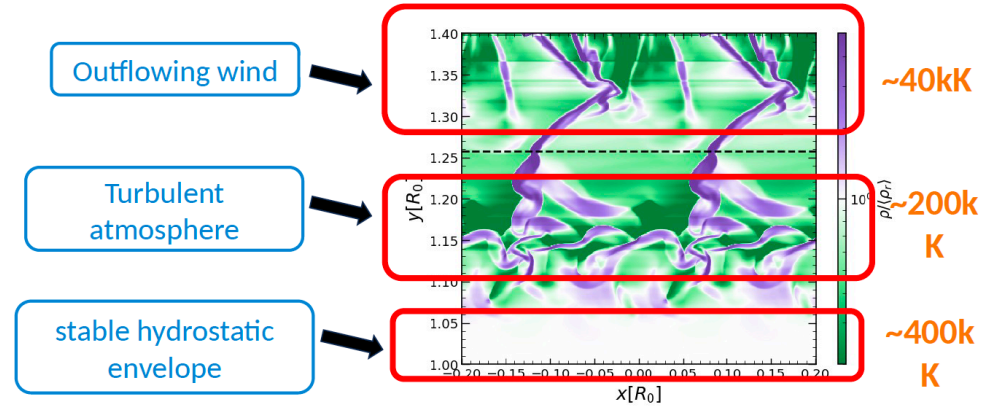 Outflowing wind
Turbulent
atmosphere
stable hydrostatic
envelope
1.40
1.35
1.30
1.25
1.20
1.15
1.10
1.05
1.00
y[R₀]
−0.20 −0.15 −0.10 −0.05 0.00 0.05 0.10 0.15 0.20
x[R₀]
ρ/⟨ρᵣ⟩
~40kK
~200k
K
~400k
K